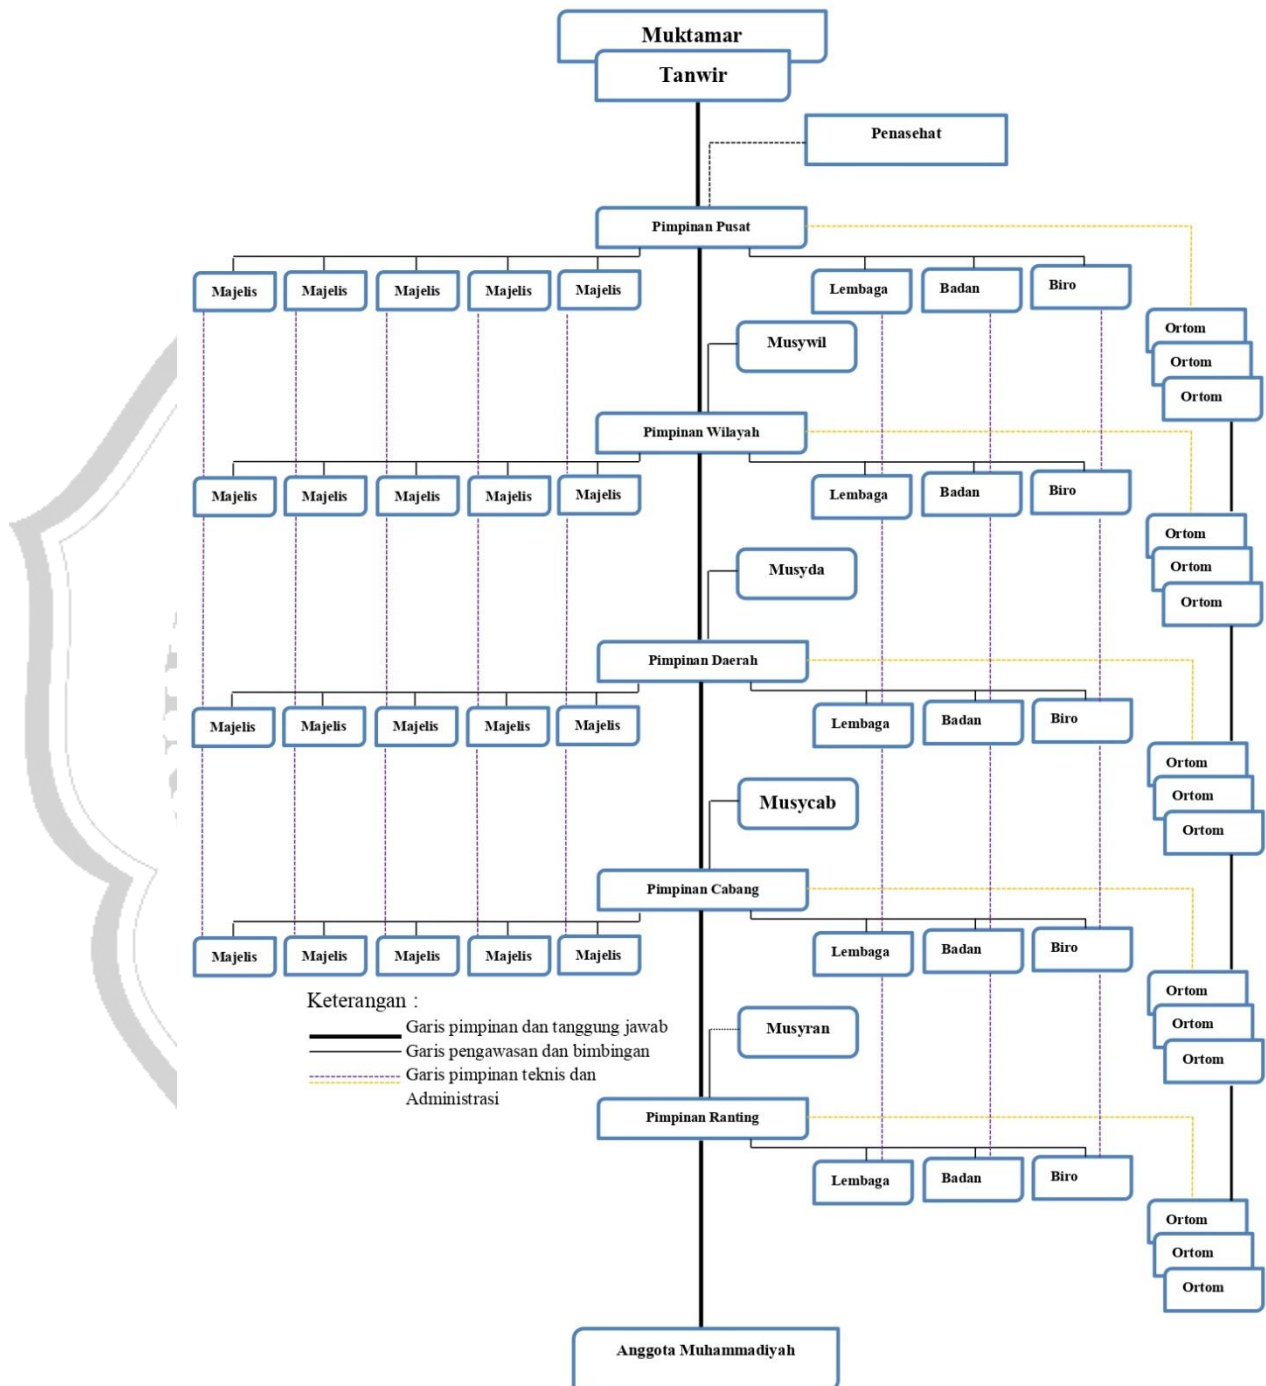 Muktamar
Tanwir
Penasehat
Pimpinan Pusat
Majelis Majelis Majelis Majelis Majelis Lembaga Badan Biro
Ortom
Ortom
Ortom
Musywil
Pimpinan Wilayah
Majelis Majelis Majelis Majelis Majelis Lembaga Badan Biro
Ortom
Ortom
Ortom
Musyda
Pimpinan Daerah
Majelis Majelis Majelis Majelis Majelis Lembaga Badan Biro
Ortom
Ortom
Ortom
Musycab
Pimpinan Cabang
Majelis Majelis Majelis Majelis Majelis Lembaga Badan Biro
Ortom
Ortom
Ortom
Keterangan :
Garis pimpinan dan tanggung jawab
Garis pengawasan dan bimbingan
Garis pimpinan teknis dan
Administrasi
Musyran
Pimpinan Ranting
Lembaga Badan Biro
Ortom
Ortom
Ortom
Anggota Muhammadiyah